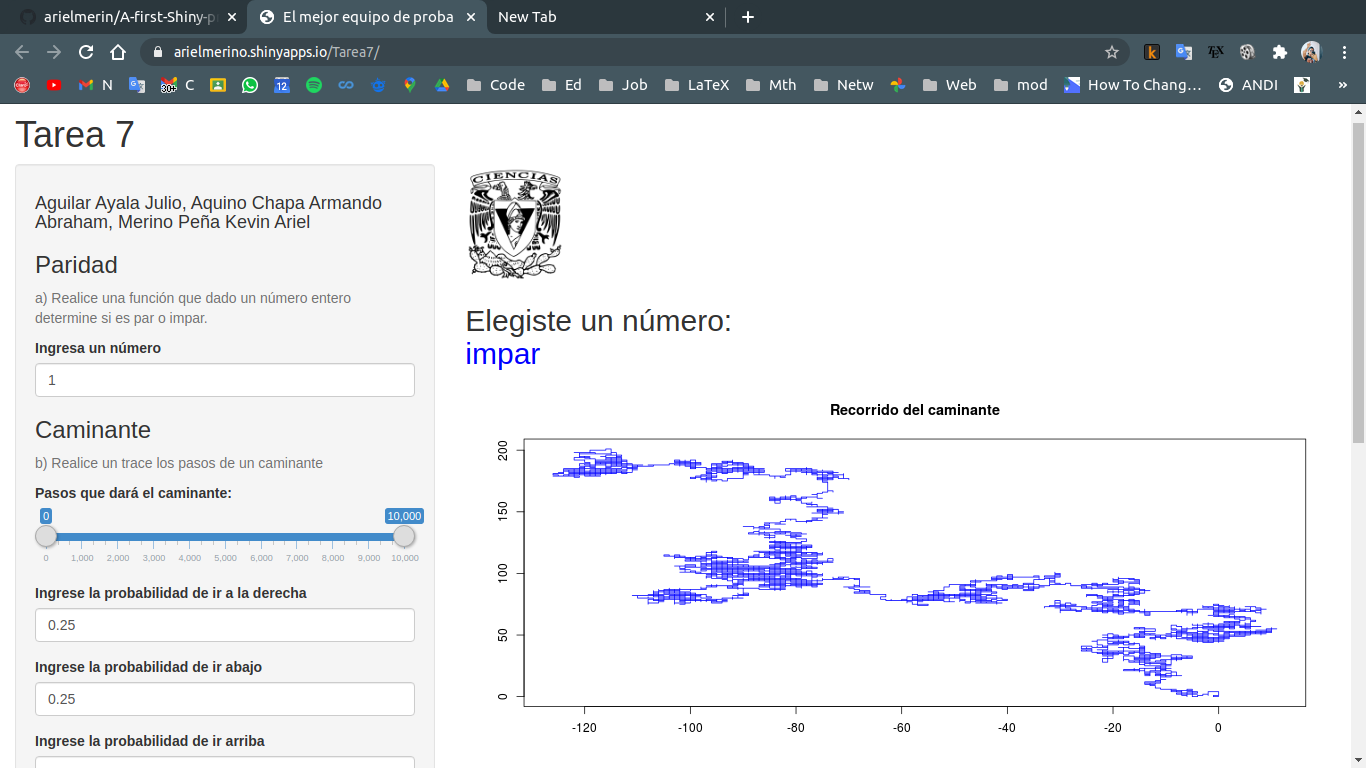 arielmerin/A-first-Shiny-p
El mejor equipo de proba
New Tab
arielmerino.shinyapps.io/Tarea7/
N
30+
C
12
Code
Ed
Job
LaTeX
Mth
Netw
Web
mod
How To Chang…
ANDI
»
Tarea 7
Aguilar Ayala Julio, Aquino Chapa Armando
Abraham, Merino Peña Kevin Ariel
Paridad
a) Realice una función que dado un número entero
determine si es par o impar.
Ingresa un número
1
Caminante
b) Realice un trace los pasos de un caminante
Pasos que dará el caminante:
0 10,000
0 1,000 2,000 3,000 4,000 5,000 6,000 7,000 8,000 9,000 10,000
Ingrese la probabilidad de ir a la derecha
0.25
Ingrese la probabilidad de ir abajo
0.25
Ingrese la probabilidad de ir arriba
CIENCIAS
Elegiste un número:
impar
Recorrido del caminante
200
150
100
50
0
-120 -100 -80 -60 -40 -20 0